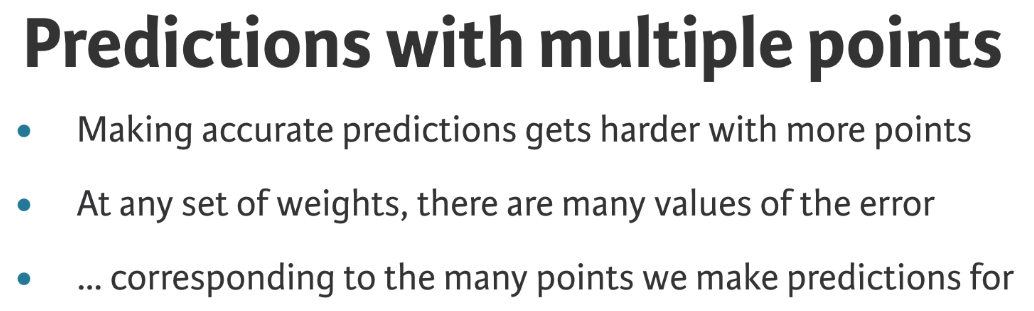 Predictions with multiple points
• Making accurate predictions gets harder with more points
• At any set of weights, there are many values of the error
• ... corresponding to the many points we make predictions for